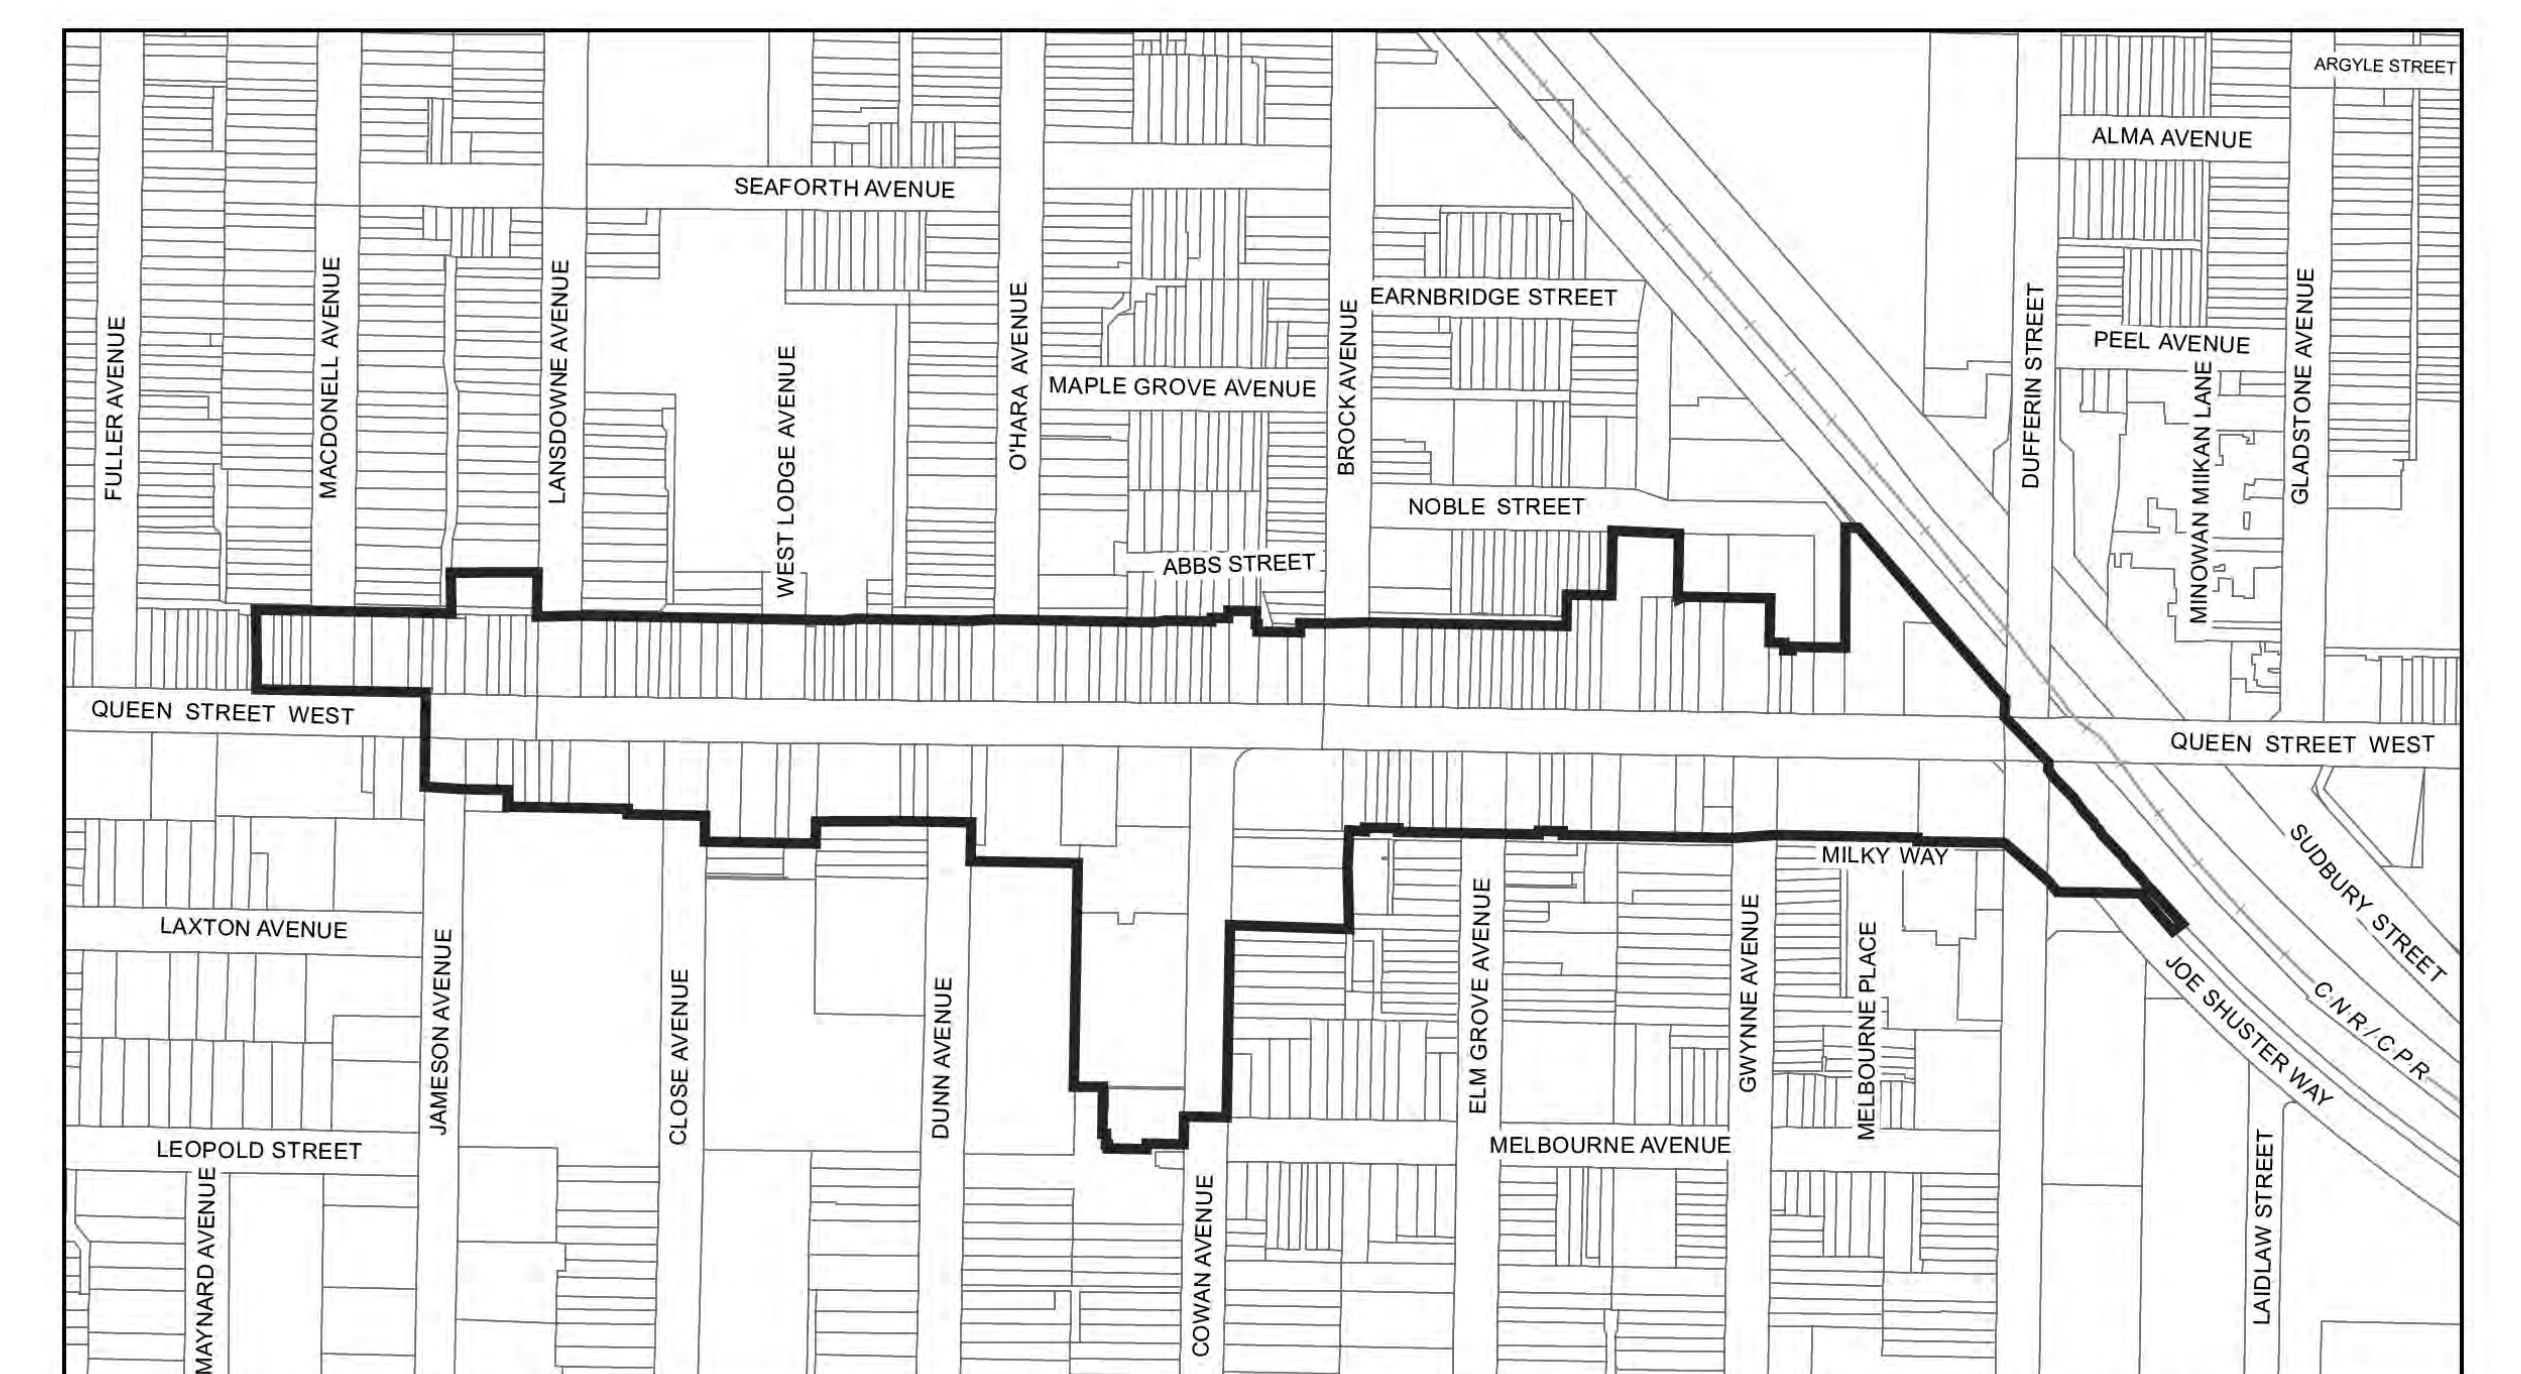 ARGYLE STREET
ALMA AVENUE
SEAFORTH AVENUE
EARNBRIDGE STREET
PEEL AVENUE
MAPLE GROVE AVENUE
FULLER AVENUE
MACDONELL AVENUE
LANSDOWNE AVENUE
WEST LODGE AVENUE
O'HARA AVENUE
BROCK AVENUE
DUFFERIN STREET
MINOWAN MIKAN LANE
GLADSTONE AVENUE
NOBLE STREET
ABBS STREET
QUEEN STREET WEST
QUEEN STREET WEST
MILKY WAY
SUDBURY STREET
LAXTON AVENUE
JAMESON AVENUE
CLOSE AVENUE
DUNN AVENUE
ELM GROVE AVENUE
GWYNNE AVENUE
MELBOURNE PLACE
JOE SHUSTER WAY
C.N.R / C.P.R
LEOPOLD STREET
MELBOURNE AVENUE
MAYNARD AVENUE
COWAN AVENUE
LAIDLAW STREET